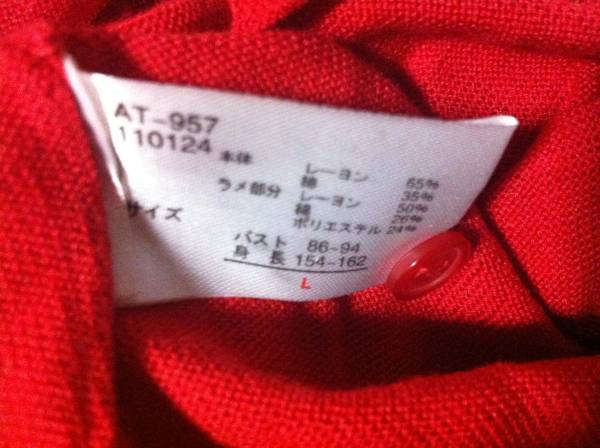 AT-957
110124
本体 レーヨン 65%
綿 35%
ラメ部分 レーヨン 50%
綿 26%
ポリエステル 24%
サイズ
バスト 86-94
身長 154-162
L